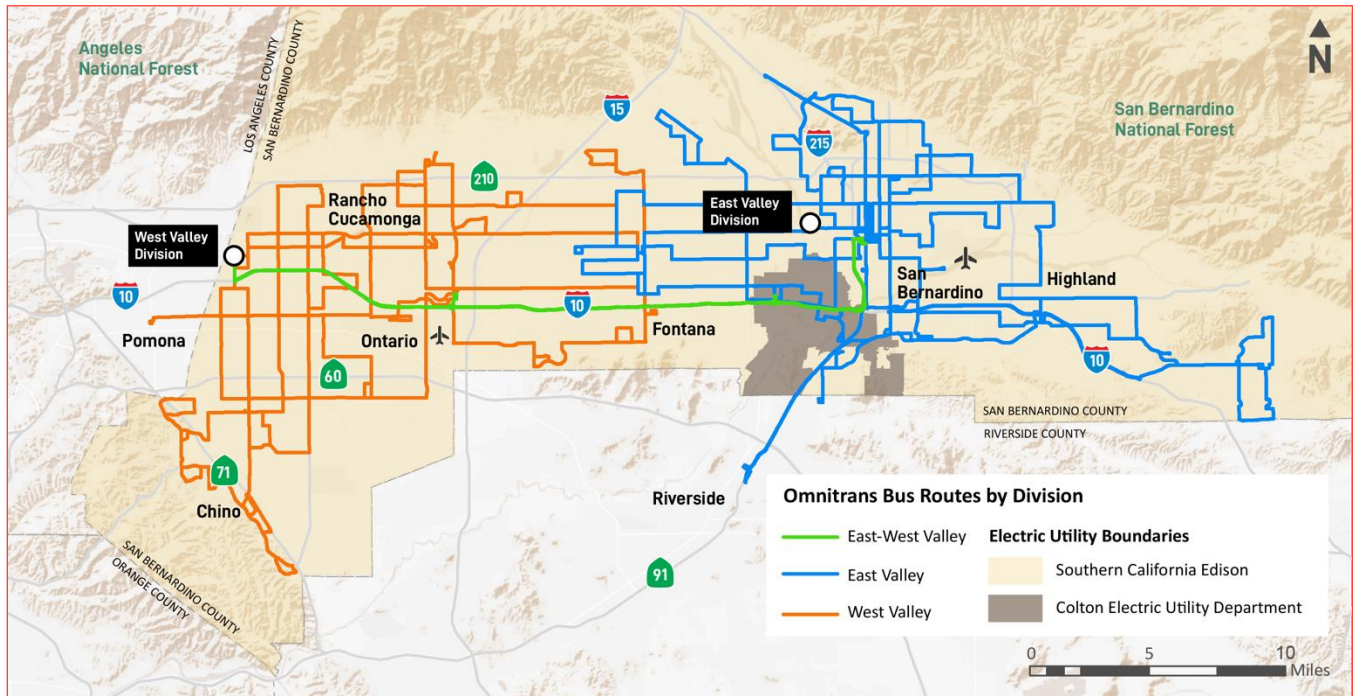 Angeles
National Forest
LOS ANGELES COUNTY
SAN BERNARDINO COUNTY
N
15
San Bernardino
National Forest
215
210
Rancho
Cucamonga
East Valley
Division
West Valley
Division
10
Pomona
Ontario
10
Fontana
San
Bernardino
Highland
60
10
SAN BERNARDINO COUNTY
RIVERSIDE COUNTY
71
Chino
Riverside
91
SAN BERNARDINO COUNTY
ORANGE COUNTY
Omnitrans Bus Routes by Division
East-West Valley
East Valley
West Valley
Electric Utility Boundaries
Southern California Edison
Colton Electric Utility Department
0 5 10
Miles